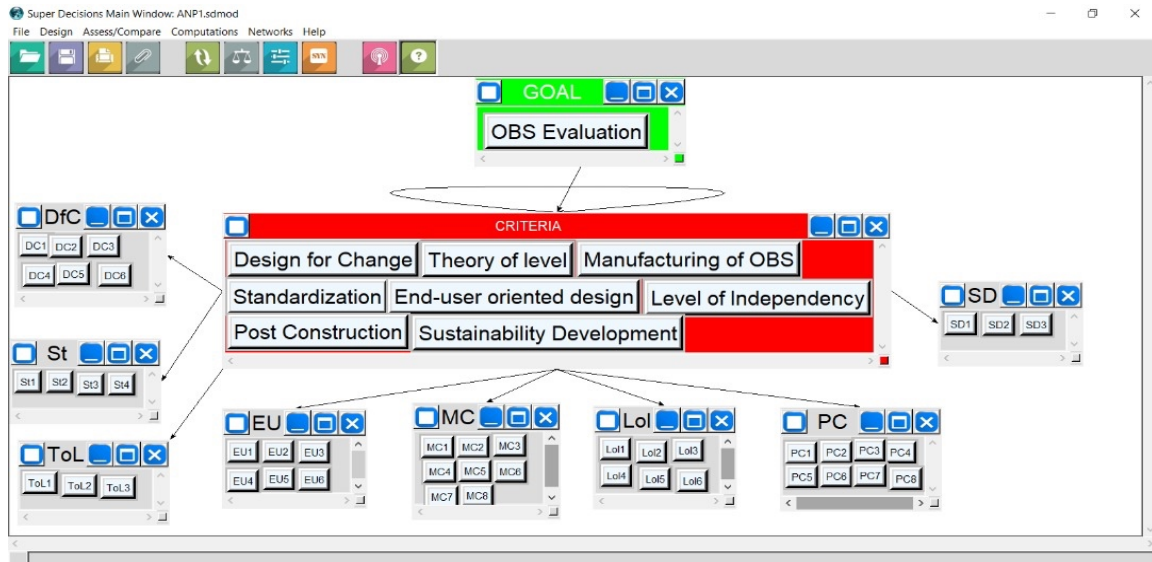 Super Decisions Main Window: ANP1.sdmod
File Design Assess/Compare Computations Networks Help
SYN
GOAL
OBS Evaluation
CRITERIA
Design for Change Theory of level Manufacturing of OBS
Standardization End-user oriented design Level of Independency
Post Construction Sustainability Development
DfC
DC1 DC2 DC3
DC4 DC5 DC6
St
St1 St2 St3 St4
ToL
ToL1 ToL2 ToL3
EU
EU1 EU2 EU3
EU4 EU5 EU6
MC
MC1 MC2 MC3
MC4 MC5 MC6
MC7 MC8
LoI
LoI1 LoI2 LoI3
LoI4 LoI5 LoI6
PC
PC1 PC2 PC3 PC4
PC5 PC6 PC7 PC8
SD
SD1 SD2 SD3